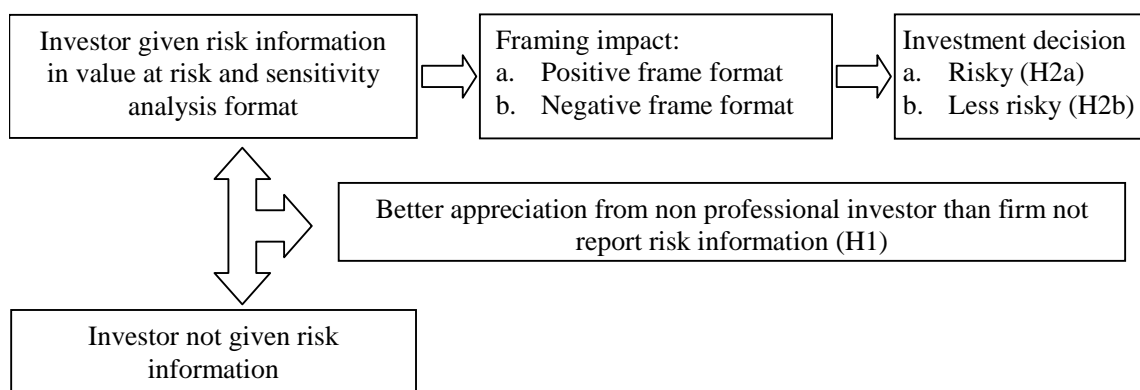 Investor given risk information
in value at risk and sensitivity
analysis format
Framing impact:
a. Positive frame format
b. Negative frame format
Investment decision
a. Risky (H2a)
b. Less risky (H2b)
Better appreciation from non professional investor than firm not
report risk information (H1)
Investor not given risk
information